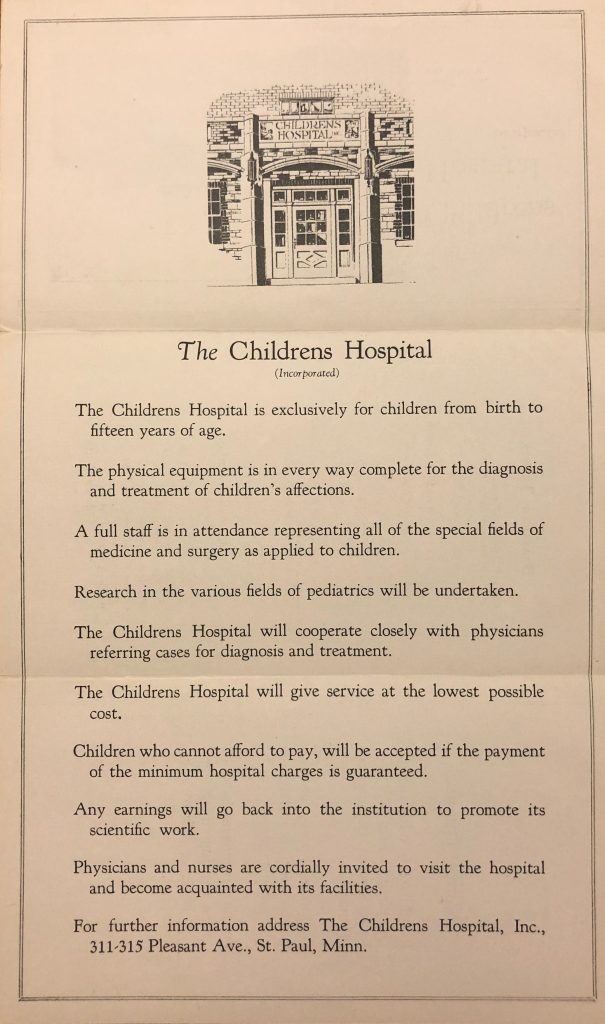 CHILDRENS
HOSPITAL INC
The Childrens Hospital
(Incorporated)
The Childrens Hospital is exclusively for children from birth to
fifteen years of age.
The physical equipment is in every way complete for the diagnosis
and treatment of children's affections.
A full staff is in attendance representing all of the special fields of
medicine and surgery as applied to children.
Research in the various fields of pediatrics will be undertaken.
The Childrens Hospital will cooperate closely with physicians
referring cases for diagnosis and treatment.
The Childrens Hospital will give service at the lowest possible
cost.
Children who cannot afford to pay, will be accepted if the payment
of the minimum hospital charges is guaranteed.
Any earnings will go back into the institution to promote its
scientific work.
Physicians and nurses are cordially invited to visit the hospital
and become acquainted with its facilities.
For further information address The Childrens Hospital, Inc.,
311-315 Pleasant Ave., St. Paul, Minn.